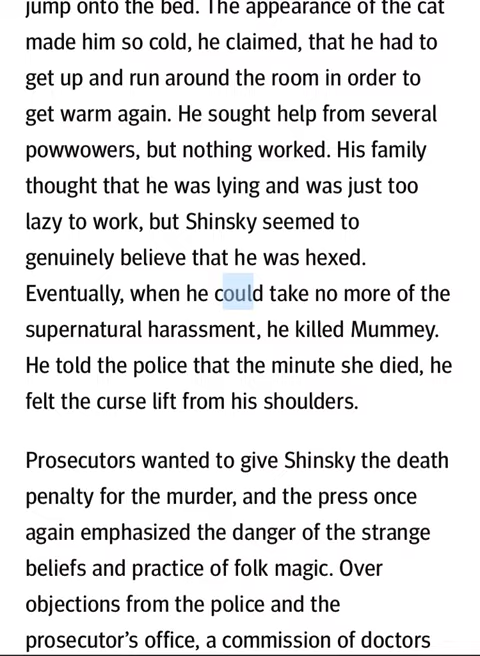 jump onto the bed. The appearance of the cat
made him so cold, he claimed, that he had to
get up and run around the room in order to
get warm again. He sought help from several
powwowers, but nothing worked. His family
thought that he was lying and was just too
lazy to work, but Shinsky seemed to
genuinely believe that he was hexed.
Eventually, when he could take no more of the
supernatural harassment, he killed Mummey.
He told the police that the minute she died, he
felt the curse lift from his shoulders.
Prosecutors wanted to give Shinsky the death
penalty for the murder, and the press once
again emphasized the danger of the strange
beliefs and practice of folk magic. Over
objections from the police and the
prosecutor’s office, a commission of doctors